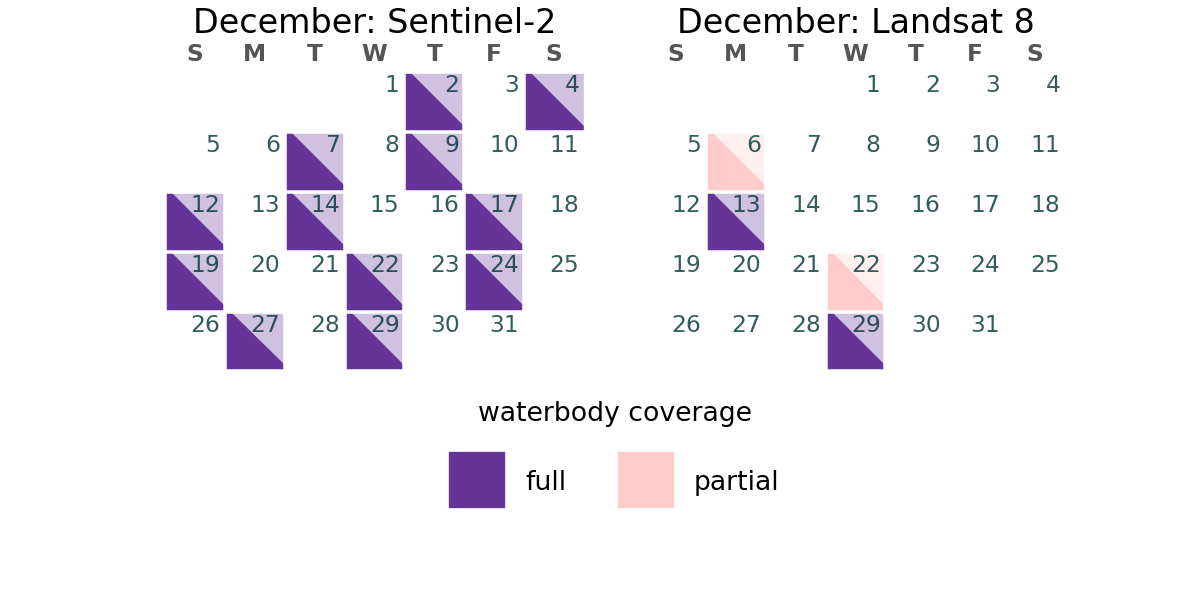 December: Sentinel-2
S M T W T F S
1 2 3 4
5 6 7 8 9 10 11
12 13 14 15 16 17 18
19 20 21 22 23 24 25
26 27 28 29 30 31
December: Landsat 8
S M T W T F S
1 2 3 4
5 6 7 8 9 10 11
12 13 14 15 16 17 18
19 20 21 22 23 24 25
26 27 28 29 30 31
waterbody coverage
full
partial